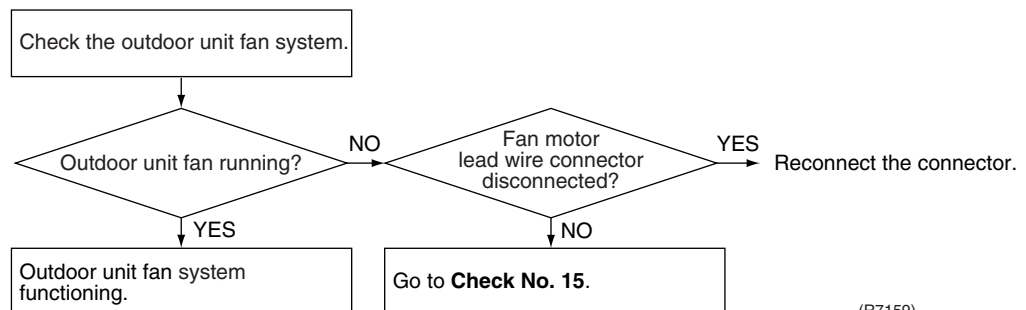 Check the outdoor unit fan system.
Outdoor unit fan running?
NO
Fan motor
lead wire connector
disconnected?
YES
Reconnect the connector.
YES
Outdoor unit fan system
functioning.
NO
Go to Check No. 15.
(R7159)